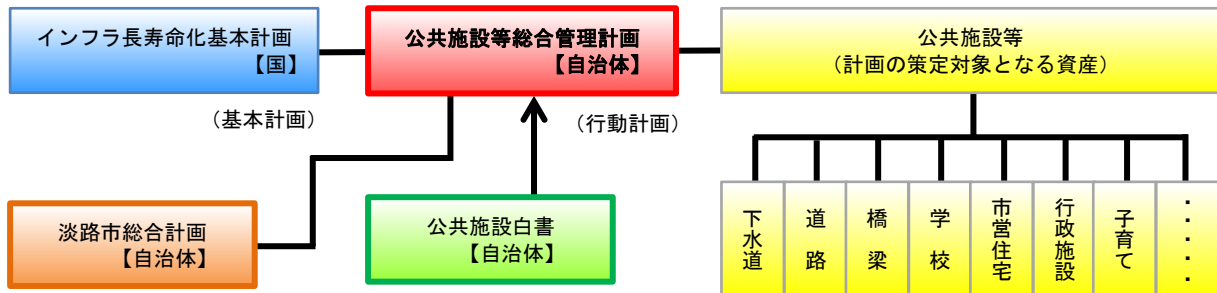 インフラ長寿命化基本計画
【国】
公共施設等総合管理計画
【自治体】
公共施設等
（計画の策定対象となる資産）
（基本計画）
（行動計画）
淡路市総合計画
【自治体】
公共施設白書
【自治体】
下水道
道路
橋梁
学校
市営住宅
行政施設
子育て
・・・・・